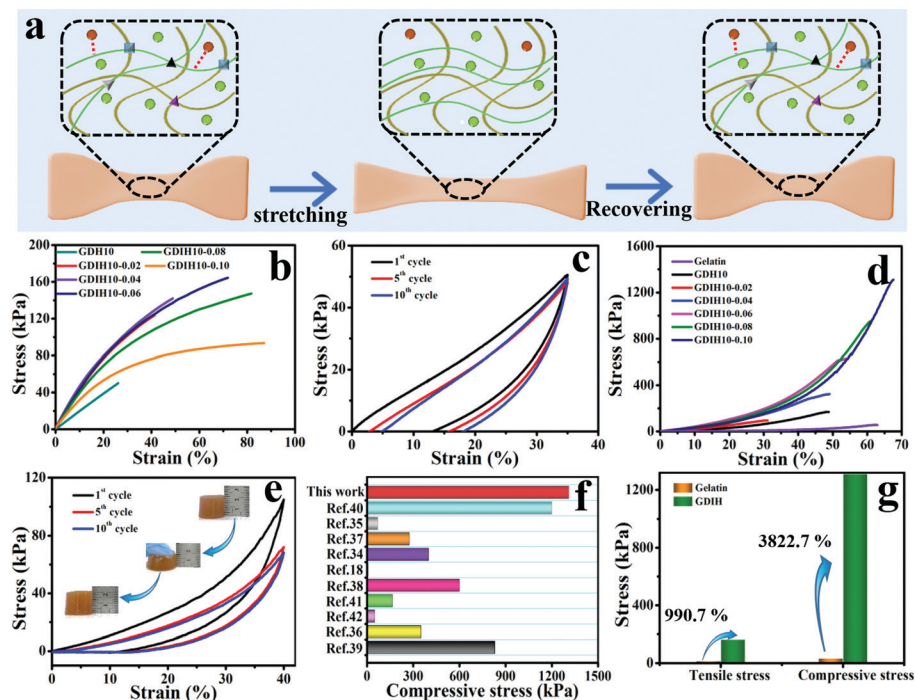 a
stretching
Recovering
b
200
160
120
80
40
0
0 20 40 60 80 100
Stress (kPa)
Strain (%)
GDH10
GDIH10-0.02
GDIH10-0.04
GDIH10-0.06
GDIH10-0.08
GDIH10-0.10
c
60
40
20
0
0 10 20 30 40
Stress (kPa)
Strain (%)
1st cycle
5th cycle
10th cycle
d
1600
1200
800
400
0
0 10 20 30 40 50 60 70
Stress (kPa)
Strain (%)
Gelatin
GDH10
GDIH10-0.02
GDIH10-0.04
GDIH10-0.06
GDIH10-0.08
GDIH10-0.10
e
120
80
40
0
0 10 20 30 40
Stress (kPa)
Strain (%)
1st cycle
5th cycle
10th cycle
f
This work
Ref.40
Ref.35
Ref.37
Ref.34
Ref.18
Ref.38
Ref.41
Ref.42
Ref.36
Ref.39
0 300 600 900 1200 1500
Compressive stress (kPa)
g
Gelatin
GDIH
1200
900
600
300
0
Stress (kPa)
990.7 %
3822.7 %
Tensile stress Compressive stress